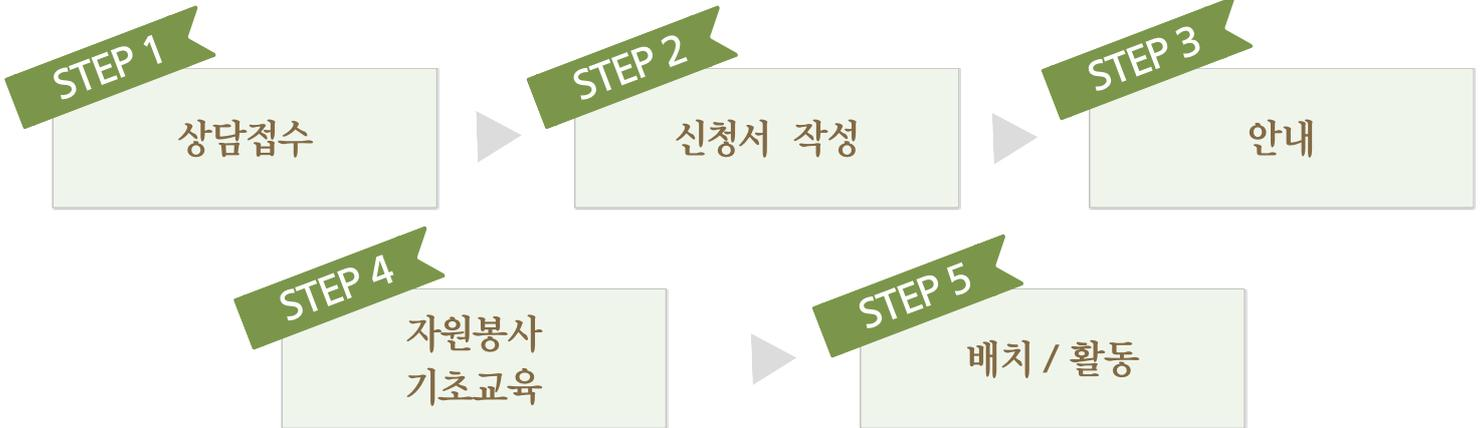 STEP 1
상담접수
STEP 2
신청서 작성
STEP 3
안내
STEP 4
자원봉사
기초교육
STEP 5
배치 / 활동